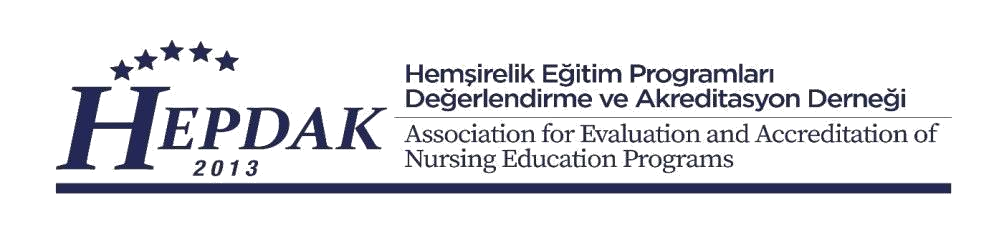 HEPDAK
2013
Hemşirelik Eğitim Programları
Değerlendirme ve Akreditasyon Derneği
Association for Evaluation and Accreditation of
Nursing Education Programs